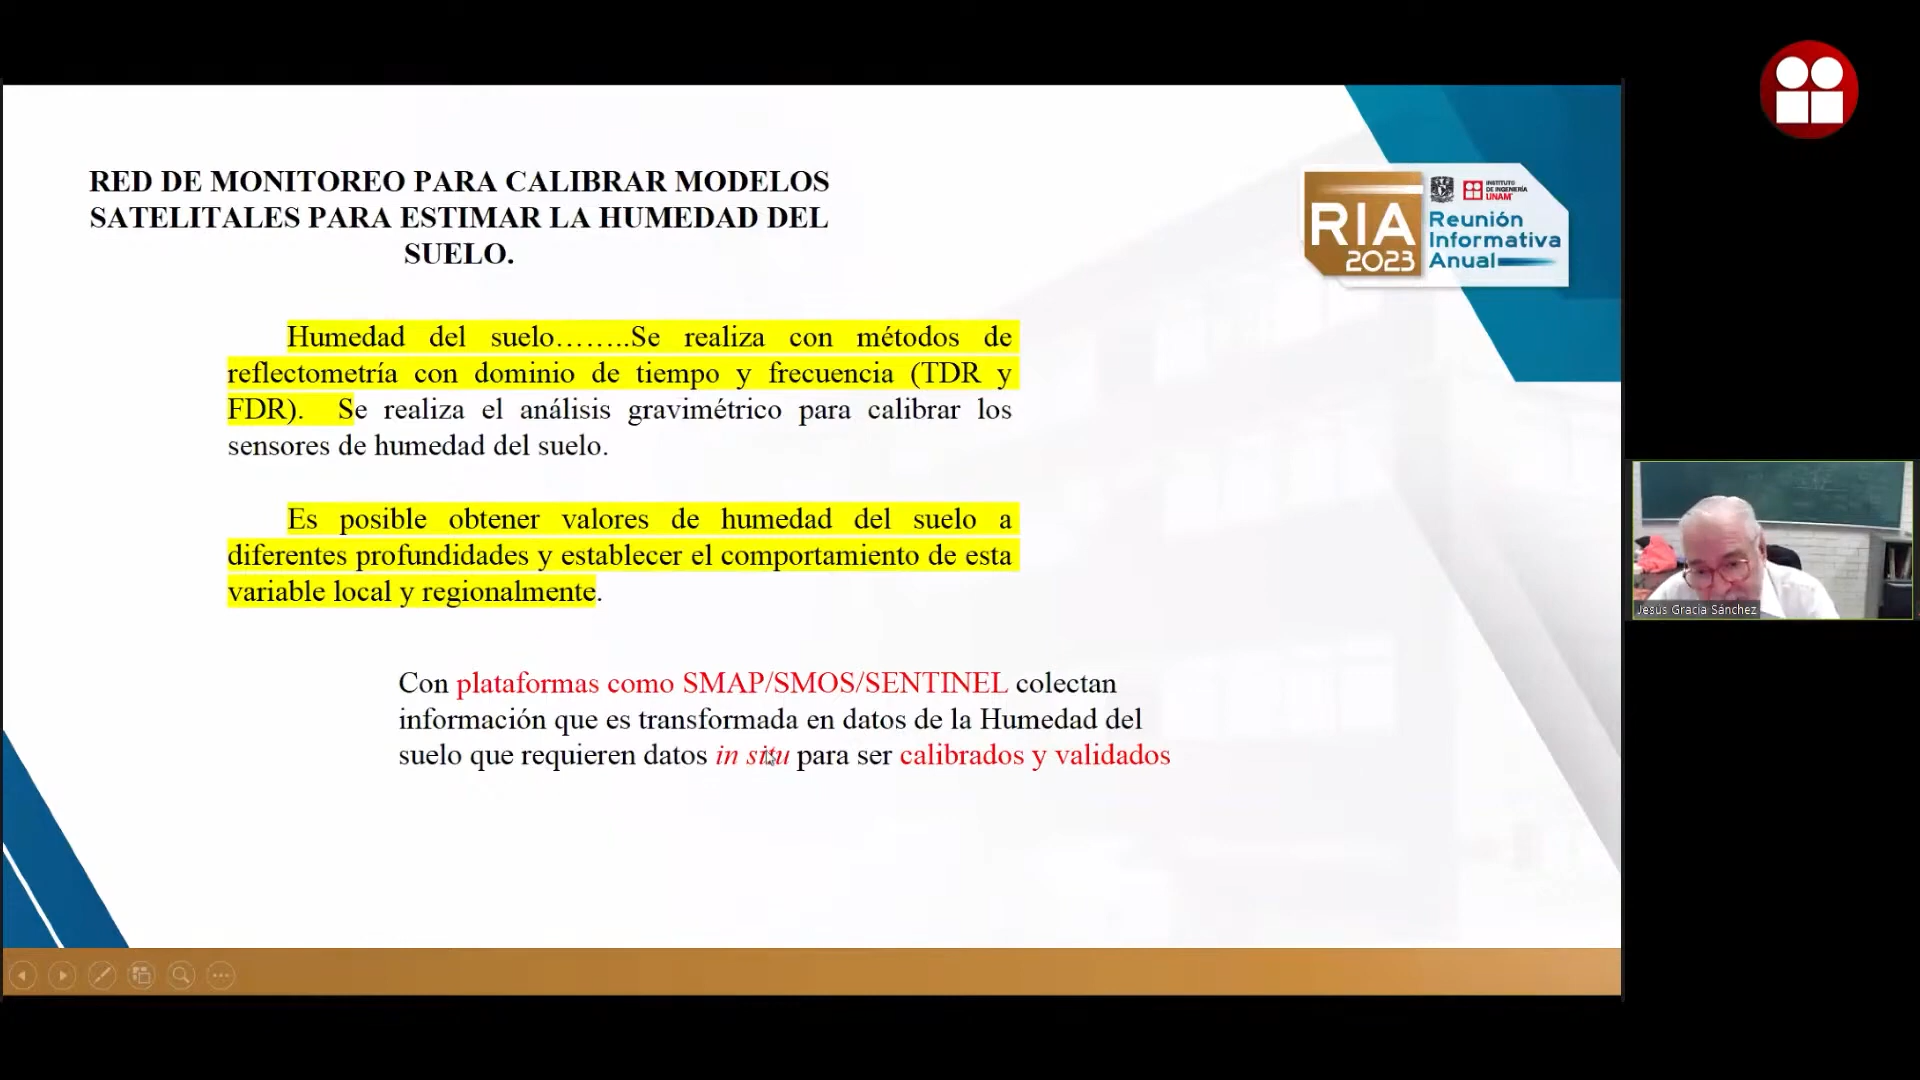 RED DE MONITOREO PARA CALIBRAR MODELOS
SATELITALES PARA ESTIMAR LA HUMEDAD DEL
SUELO.
RIA
2023
INSTITUTO
DE INGENIERÍA
UNAM
Reunión
Informativa
Anual
Humedad del suelo……..Se realiza con métodos de
reflectometría con dominio de tiempo y frecuencia (TDR y
FDR). Se realiza el análisis gravimétrico para calibrar los
sensores de humedad del suelo.
Es posible obtener valores de humedad del suelo a
diferentes profundidades y establecer el comportamiento de esta
variable local y regionalmente.
Con plataformas como SMAP/SMOS/SENTINEL colectan
información que es transformada en datos de la Humedad del
suelo que requieren datos in situ para ser calibrados y validados
Jesús Gracia Sánchez